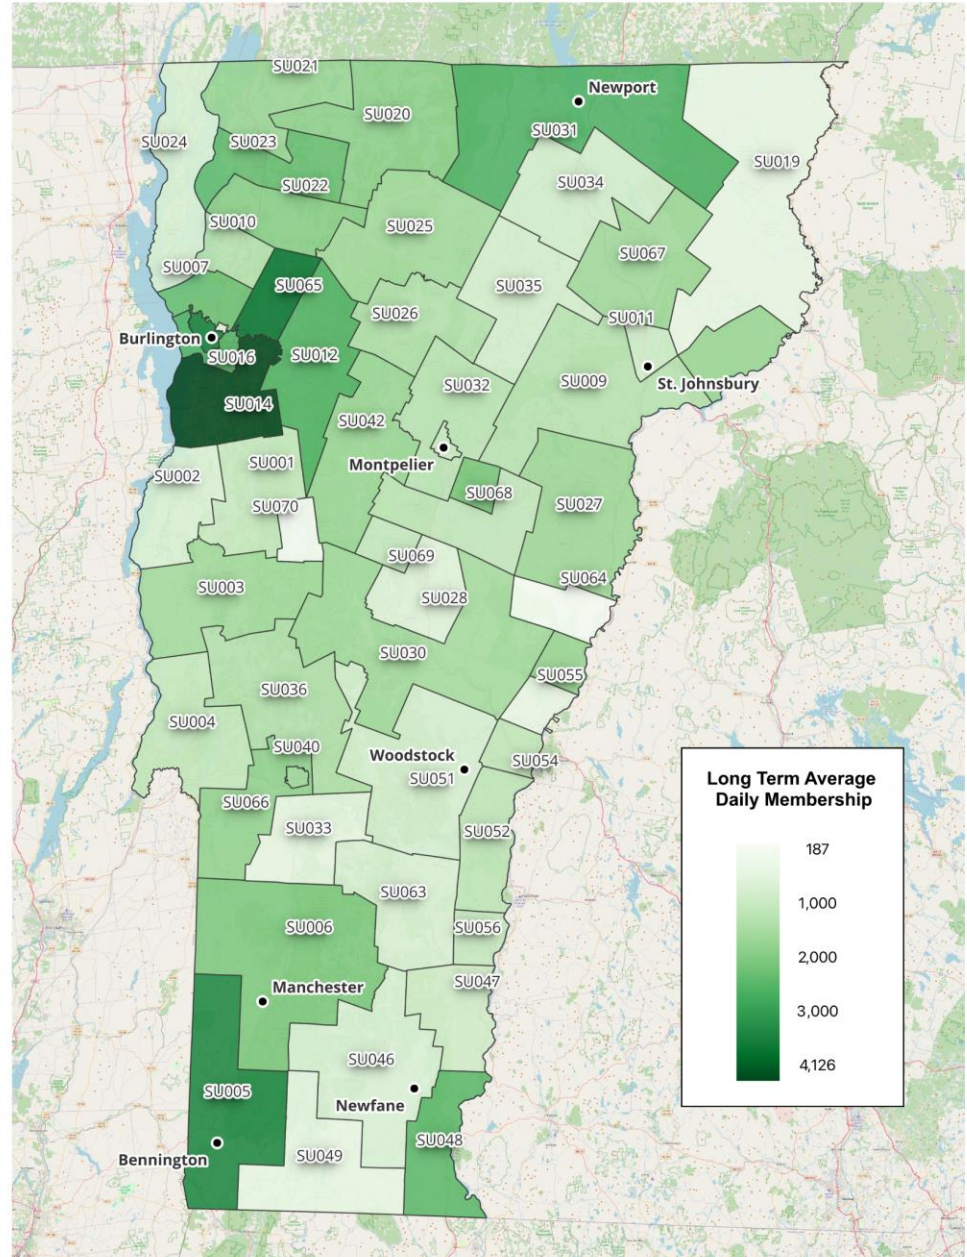 SU021
Newport
SU020
SU031
SU024
SU023
SU019
SU022
SU034
SU010
SU025
SU067
SU007
SU065
SU035
SU026
SU011
Burlington
SU016
SU012
SU032
SU009
St. Johnsbury
SU014
SU042
SU001
Montpelier
SU002
SU068
SU070
SU027
SU069
SU064
SU003
SU028
SU030
SU055
SU036
SU004
SU040
Woodstock
SU054
SU051
SU066
SU033
SU052
SU063
SU006
SU056
SU047
Manchester
SU046
SU005
Newfane
SU048
Bennington
SU049
Long Term Average
Daily Membership
187
1,000
2,000
3,000
4,126